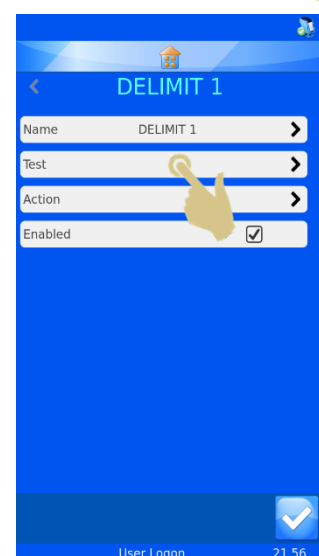 DELIMIT 1
Name DELIMIT 1
Test
Action
Enabled
User Logon 21.56